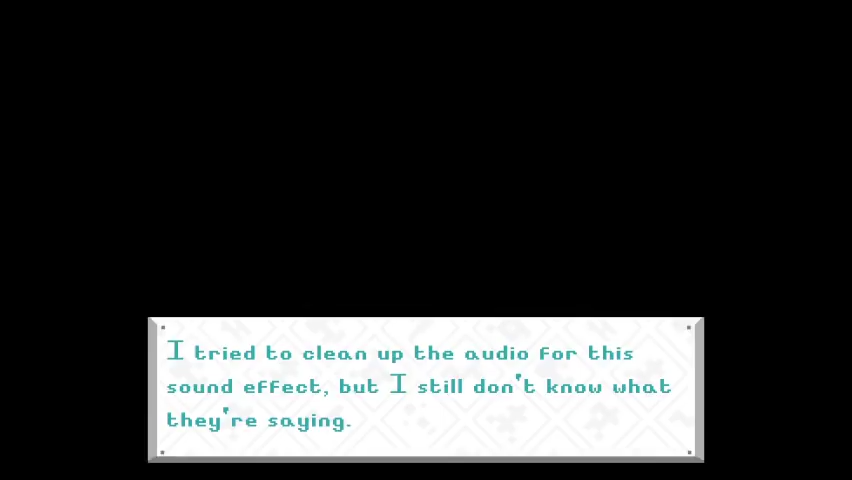 I tried to clean up the audio for this
sound effect, but I still don't know what
they're saying.